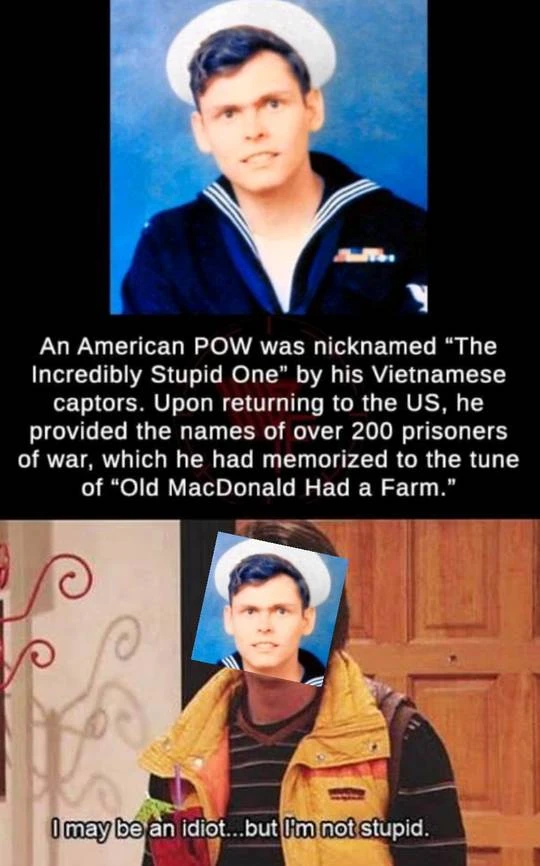 An American POW was nicknamed “The
Incredibly Stupid One” by his Vietnamese
captors. Upon returning to the US, he
provided the names of over 200 prisoners
of war, which he had memorized to the tune
of “Old MacDonald Had a Farm.”
I may be an idiot...but I'm not stupid.